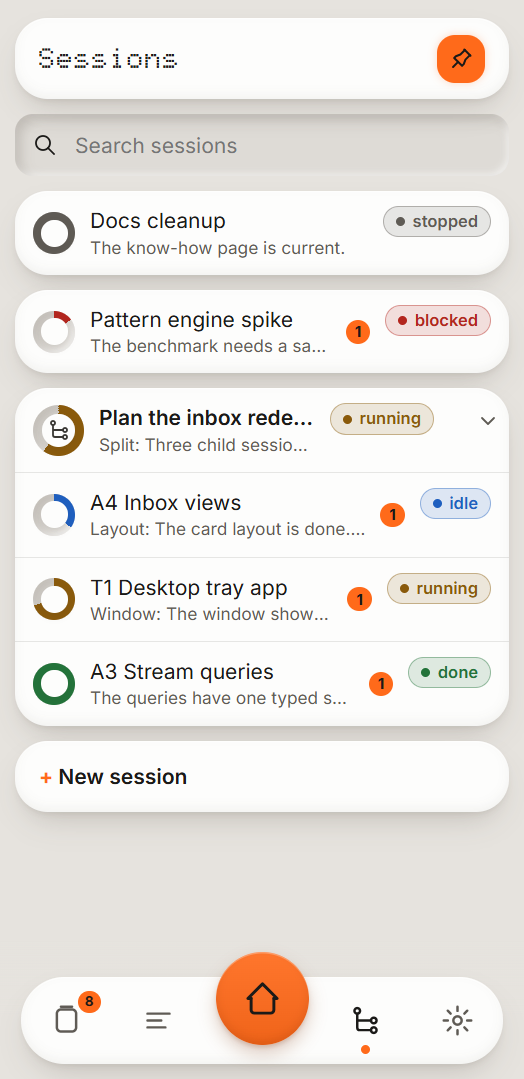 Sessions
Search sessions
Docs cleanup
stopped
The know-how page is current.
Pattern engine spike
1
blocked
The benchmark needs a sa...
Plan the inbox rede...
running
Split: Three child sessio...
A4 Inbox views
1
idle
Layout: The card layout is done....
T1 Desktop tray app
1
running
Window: The window show...
A3 Stream queries
1
done
The queries have one typed s...
+ New session
8